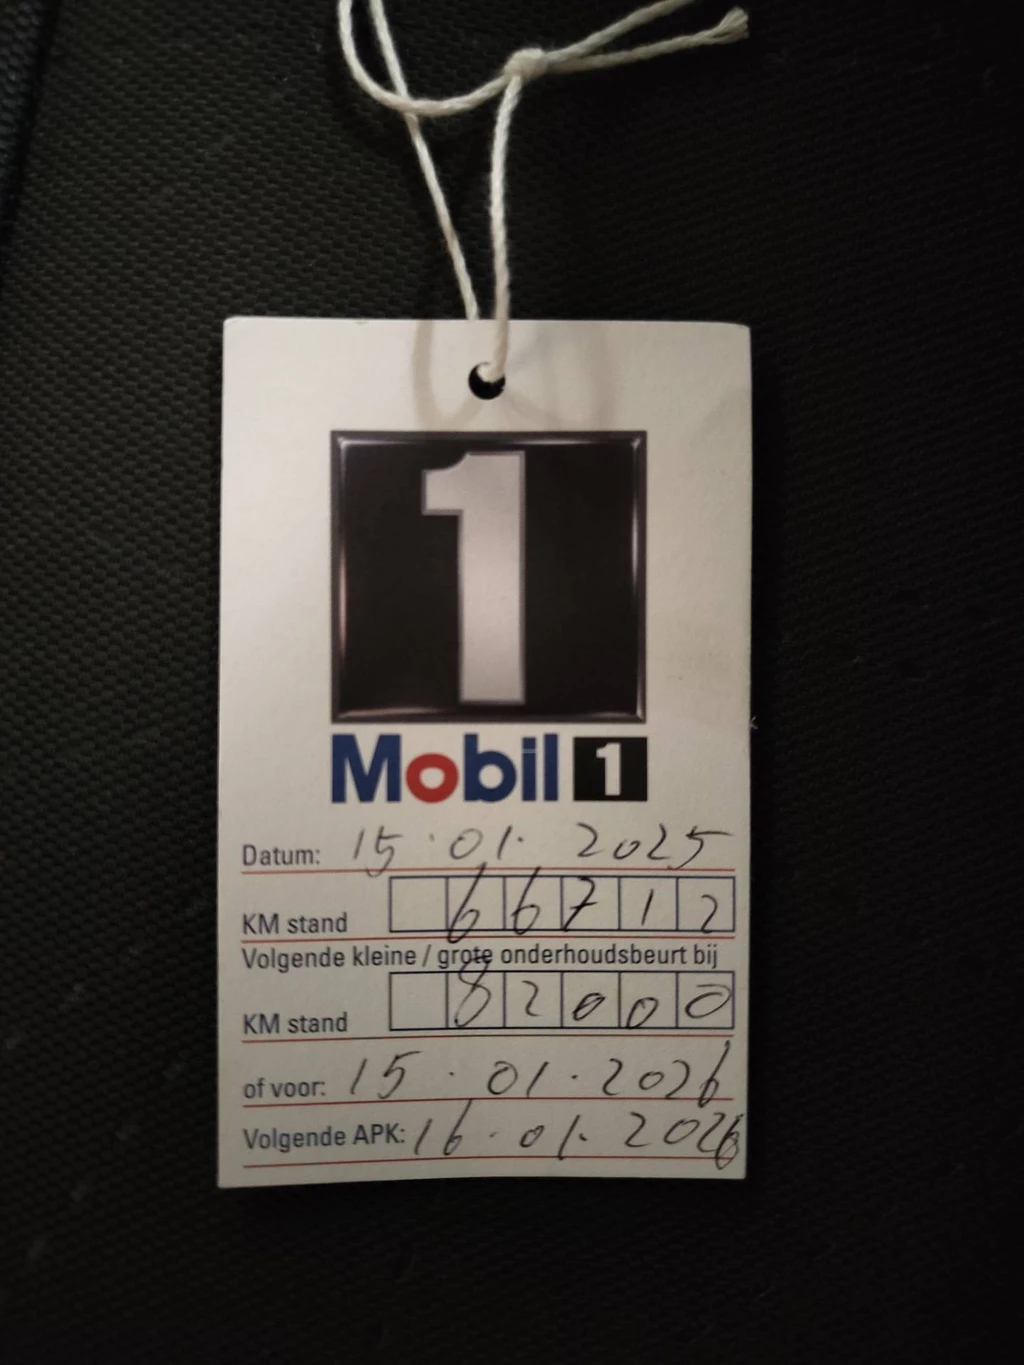 1
Mobil 1
Datum: 15.01.2025
KM stand 66712
Volgende kleine / grote onderhoudsbeurt bij
KM stand 82000
of voor: 15.01.2026
Volgende APK: 16.01.2026